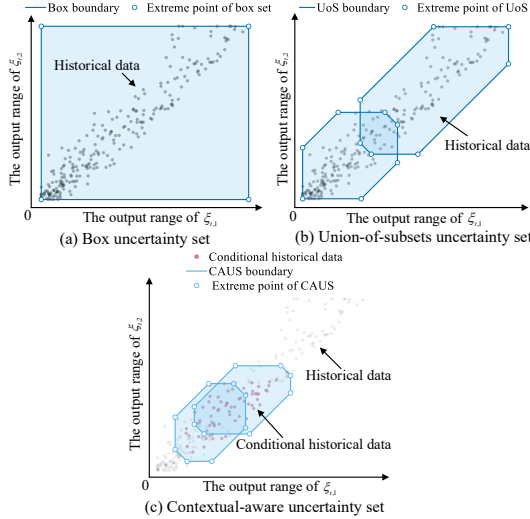 Box boundary Extreme point of box set
The output range of ξt,2
Historical data
0
The output range of ξt,1
(a) Box uncertainty set
UoS boundary Extreme point of UoS
The output range of ξt,2
Historical data
0
The output range of ξt,1
(b) Union-of-subsets uncertainty set
Conditional historical data
CAUS boundary
Extreme point of CAUS
The output range of ξt,2
Historical data
Conditional historical data
0
The output range of ξt,1
(c) Contextual-aware uncertainty set